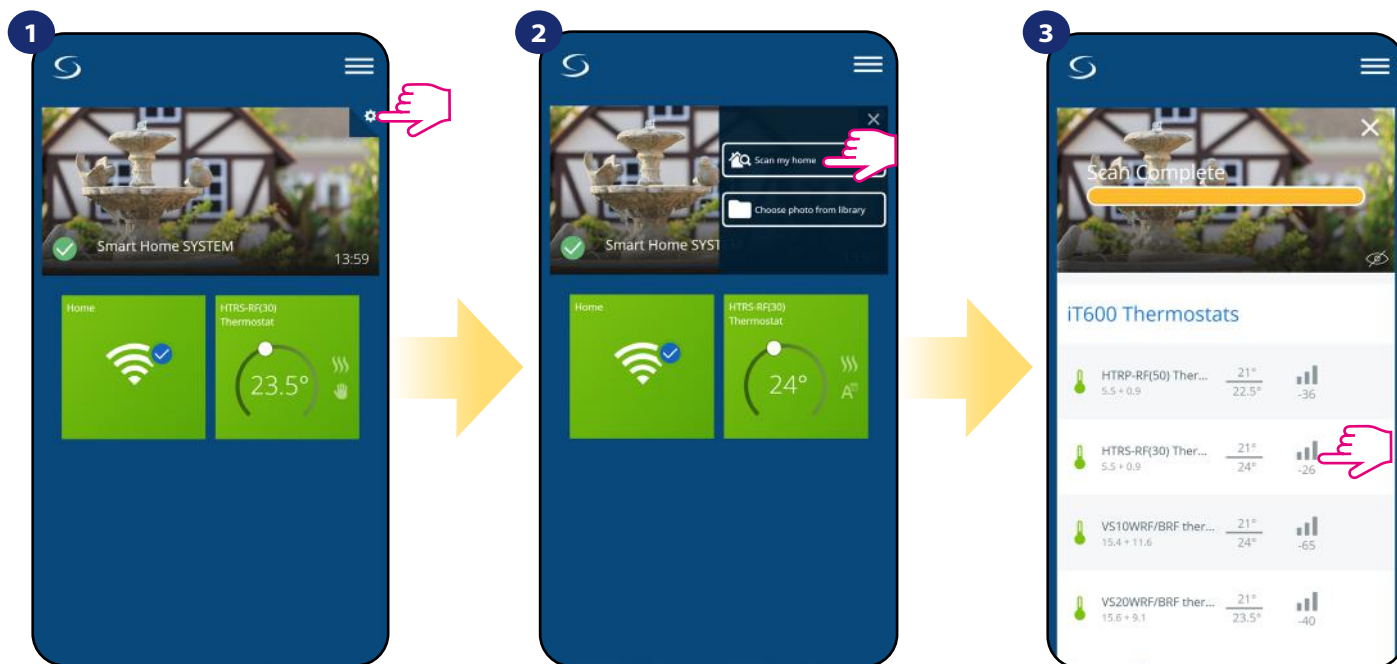 1
Smart Home SYSTEM
13:59
Home
HTRS-RF(30)
Thermostat
23.5°
2
Scan my home
Choose photo from library
Smart Home SYST
Home
HTRS-RF(30)
Thermostat
24°
A
3
Scan Complete
iT600 Thermostats
HTRP-RF(50) Ther...
5.5 + 0.9
21°
22.5°
-36
HTRS-RF(30) Ther...
5.5 + 0.9
21°
24°
-26
VS10WRF/BRF ther...
15.4 + 11.6
21°
24°
-65
VS20WRF/BRF ther...
15.6 + 9.1
21°
23.5°
-40